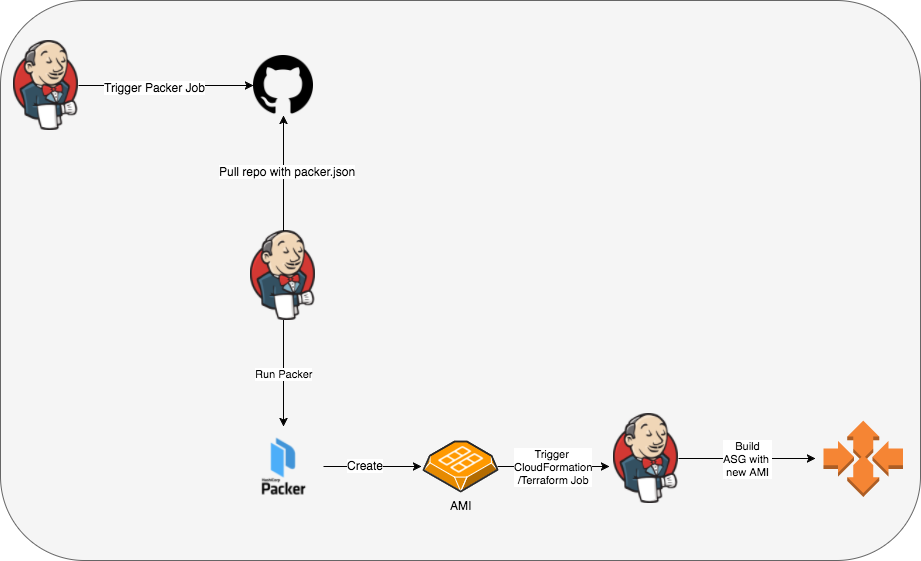 Trigger Packer Job
Pull repo with packer.json
Run Packer
HashiCorp
Packer
Create
AMI
Trigger
CloudFormation
/Terraform Job
Build
ASG with
new AMI